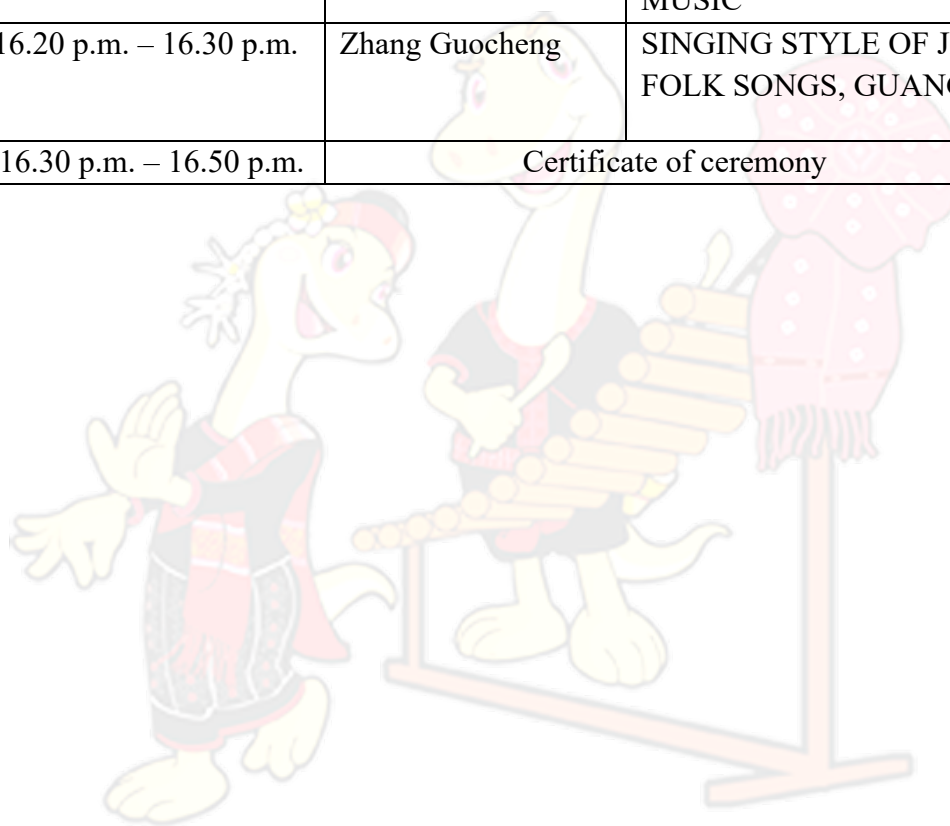 MUSIC
16.20 p.m. – 16.30 p.m. Zhang Guocheng SINGING STYLE OF J
FOLK SONGS, GUANG
16.30 p.m. – 16.50 p.m. Certificate of ceremony